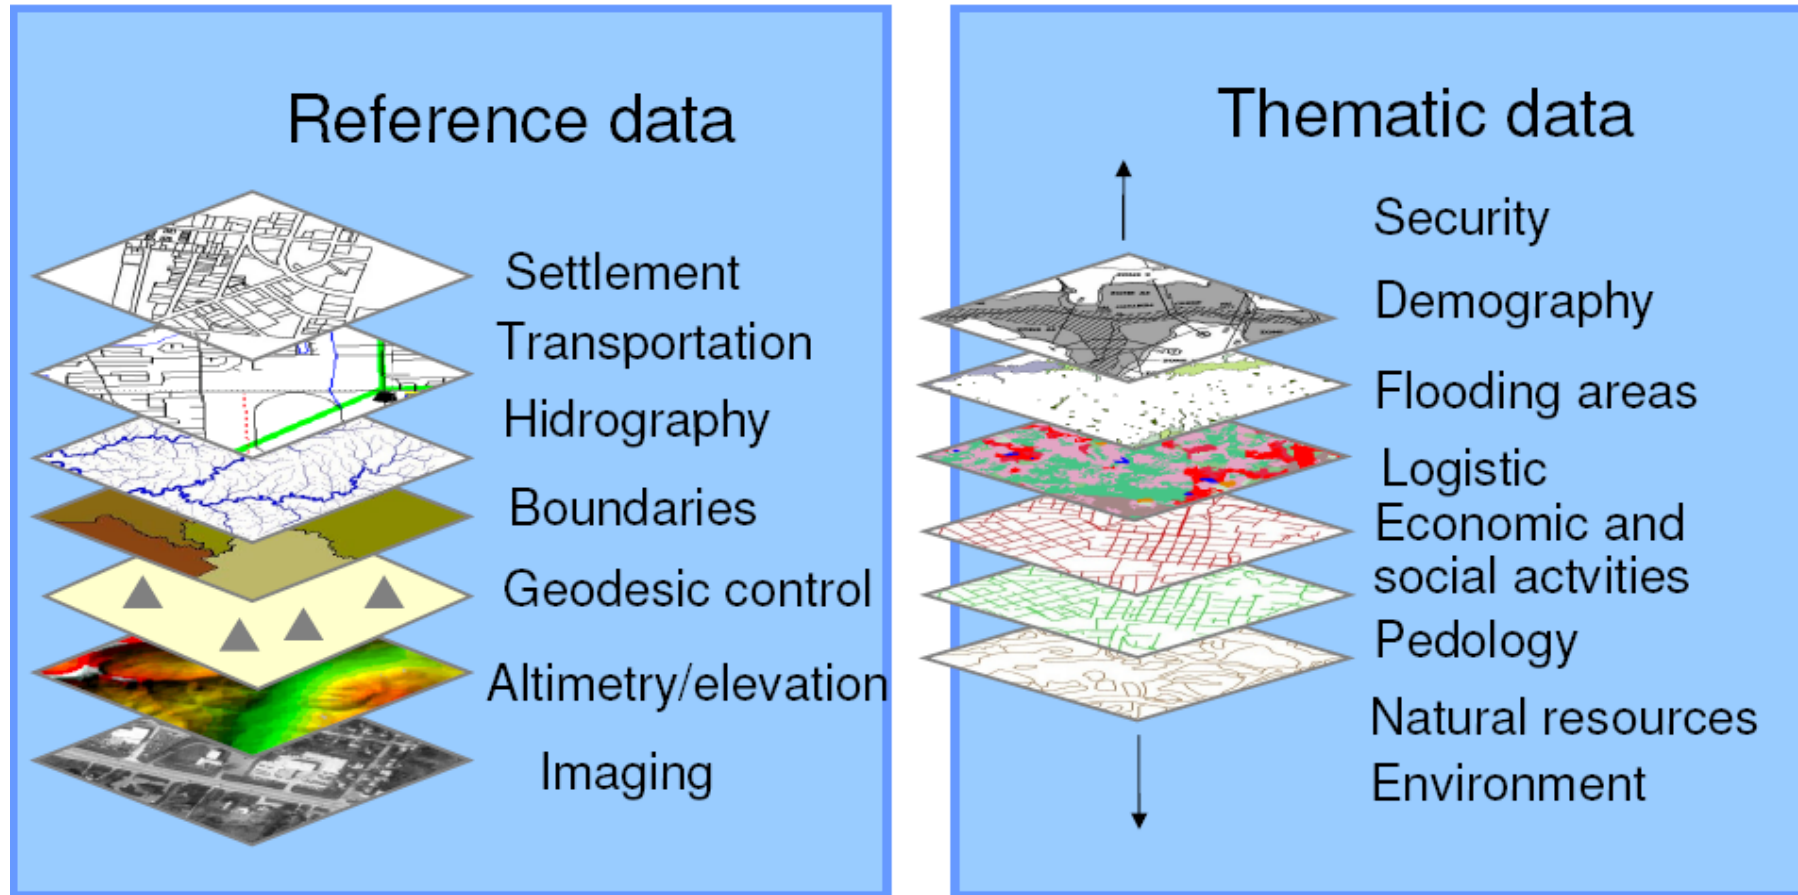 Reference data
Settlement
Transportation
Hidrography
Boundaries
Geodesic control
Altimetry/elevation
Imaging
Thematic data
Security
Demography
Flooding areas
Logistic
Economic and
social actvities
Pedology
Natural resources
Environment